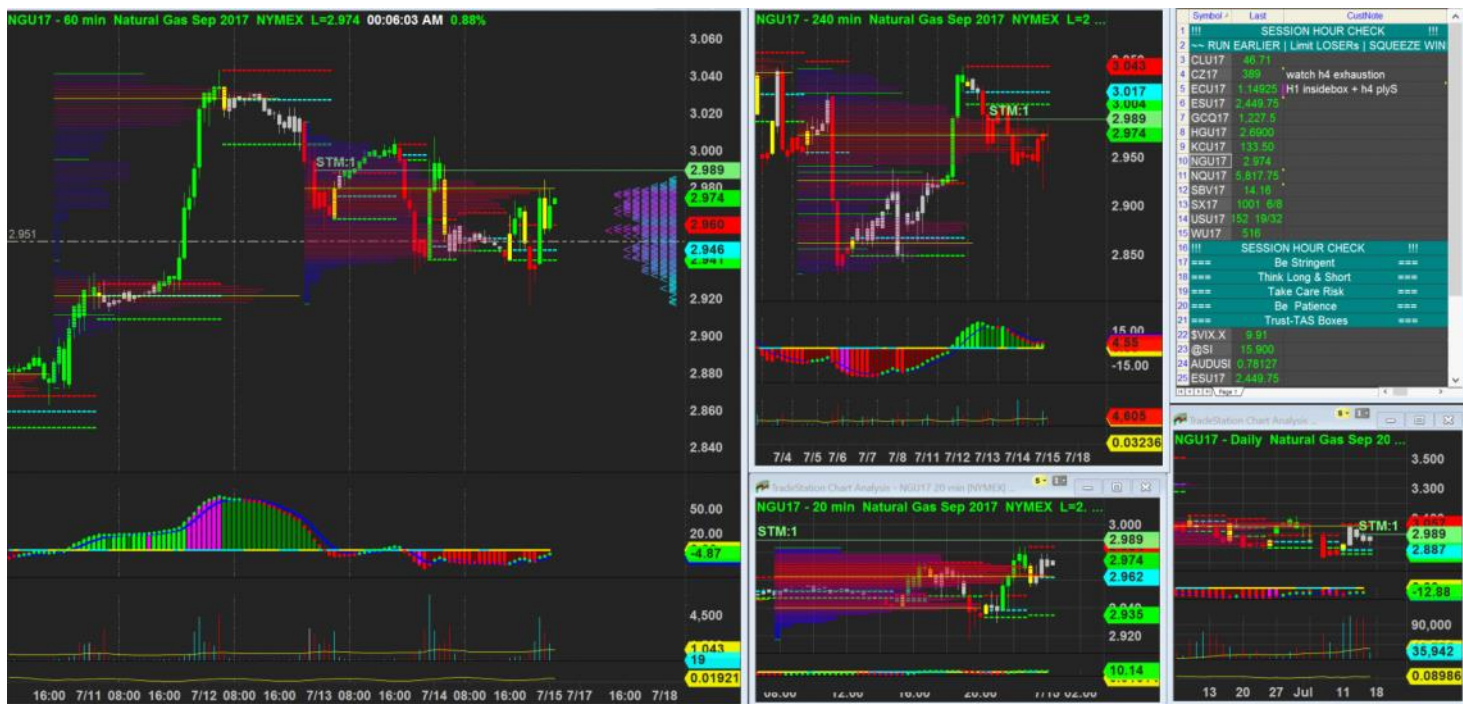 NGU17 - 60 min Natural Gas Sep 2017 NYMEX L=2.974 00:06:03 AM 0.88%
3.060
3.040
3.020
3.000
STM:1
2.989
2.980
2.974
2.960
2.951
2.946
2.941
2.920
2.900
2.880
2.860
2.840
50.00
20.00
-4.87
4,500
1,043
19
0.01921
16:00 7/11 08:00 16:00 7/12 08:00 16:00 7/13 08:00 16:00 7/14 08:00 16:00 7/15 7/17 16:00 7/18
NGU17 - 240 min Natural Gas Sep 2017 NYMEX L=2 ...
3.043
3.017
3.004
STM:1
2.989
2.974
2.950
2.900
2.850
15.00
4.55
-15.00
4,605
0.03236
7/4 7/5 7/6 7/7 7/8 7/11 7/12 7/13 7/14 7/15 7/18
TradeStation Chart Analysis - NGU17 20 min [NYMEX] ...
NGU17 - 20 min Natural Gas Sep 2017 NYMEX L=2. ...
3.000
STM:1
2.989
2.974
2.962
2.935
2.920
10.14
08:00 12:00 16:00 20:00 7/15 02:00
Symbol Last CustNote
1 !!! SESSION HOUR CHECK !!!
2 ~~ RUN EARLIER | Limit LOSERs | SQUEEZE WIN
3 CLU17 46.71
4 CZ17 389 watch h4 exhaustion
5 ECU17 1.14925 H1 insidebox + h4 plyS
6 ESU17 2,449.75
7 GCQ17 1,227.5
8 HGU17 2.6900
9 KCU17 133.50
10 NGU17 2.974
11 NQU17 5,817.75
12 SBV17 14.16
13 SX17 1001 6/8
14 USU17 152 19/32
15 WU17 516
16 !!! SESSION HOUR CHECK !!!
17 === Be Stringent ===
18 === Think Long & Short ===
19 === Take Care Risk ===
20 === Be Patience ===
21 === Trust-TAS Boxes ===
22 $VIX.X 9.91
23 @SI 15.900
24 AUDUSI 0.78127
25 ESU17 2,449.75
Page 1
TradeStation Chart Analysis ...
NGU17 - Daily Natural Gas Sep 20 ...
3.500
3.300
STM:1
3.057
2.989
2.887
-12.88
90,000
35,942
0.08986
13 20 27 Jul 11 18